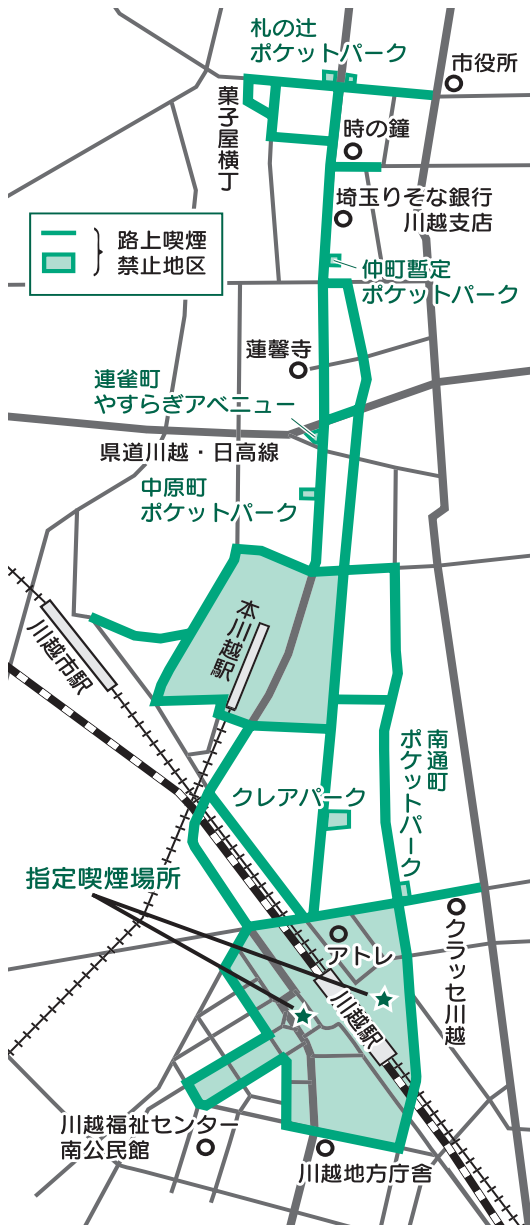 札の辻
ポケットパーク
市役所
菓子屋横丁
時の鐘
埼玉りそな銀行
川越支店
路上喫煙
禁止地区
仲町暫定
ポケットパーク
蓮馨寺
連雀町
やすらぎアベニュー
県道川越・日高線
中原町
ポケットパーク
本川越駅
川越市駅
南通町
ポケットパーク
クレアパーク
指定喫煙場所
アトレ
クラッセ川越
川越駅
川越福祉センター
南公民館
川越地方庁舎